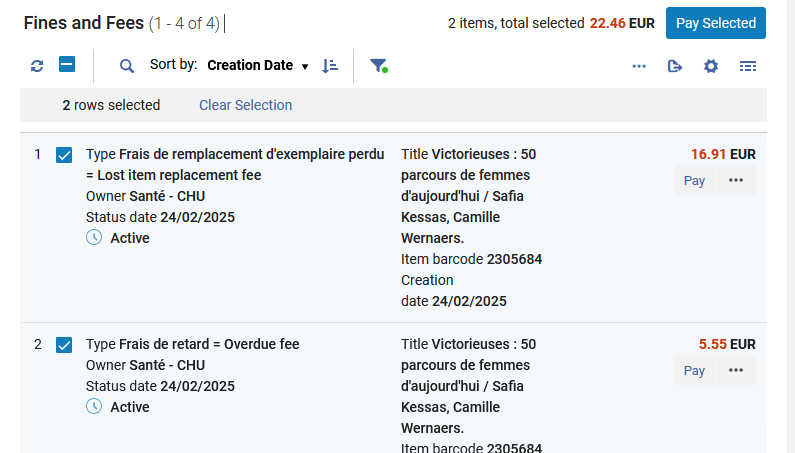 Fines and Fees (1 - 4 of 4)
2 items, total selected 22.46 EUR
Pay Selected
Sort by: Creation Date
2 rows selected Clear Selection
1
Type Frais de remplacement d'exemplaire perdu
= Lost item replacement fee
Owner Santé - CHU
Status date 24/02/2025
Active
Title Victorieuses : 50
parcours de femmes
d'aujourd'hui / Safia
Kessas, Camille
Wernaers.
Item barcode 2305684
Creation
date 24/02/2025
16.91 EUR
Pay
2
Type Frais de retard = Overdue fee
Owner Santé - CHU
Status date 24/02/2025
Active
Title Victorieuses : 50
parcours de femmes
d'aujourd'hui / Safia
Kessas, Camille
Wernaers.
Item barcode 2305684
5.55 EUR
Pay